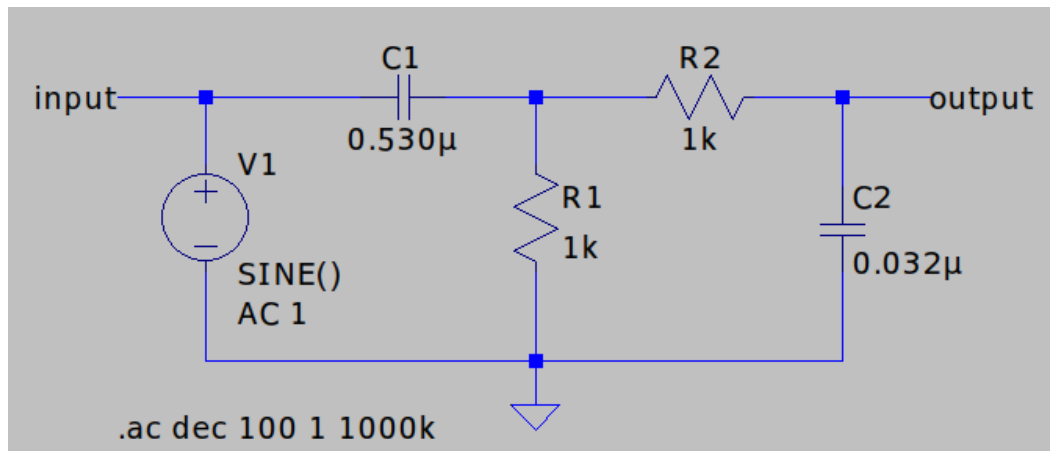 C1
R2
input
output
0.530µ
1k
V1
R1
C2
1k
0.032µ
SINE()
AC 1
.ac dec 100 1 1000k